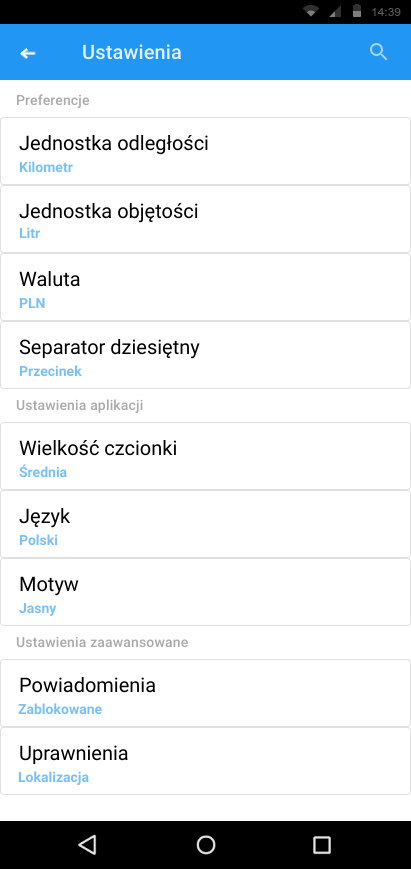 14:39
Ustawienia
Preferencje
Jednostka odległości
Kilometr
Jednostka objętości
Litr
Waluta
PLN
Separator dziesiętny
Przecinek
Ustawienia aplikacji
Wielkość czcionki
Średnia
Język
Polski
Motyw
Jasny
Ustawienia zaawansowane
Powiadomienia
Zablokowane
Uprawnienia
Lokalizacja